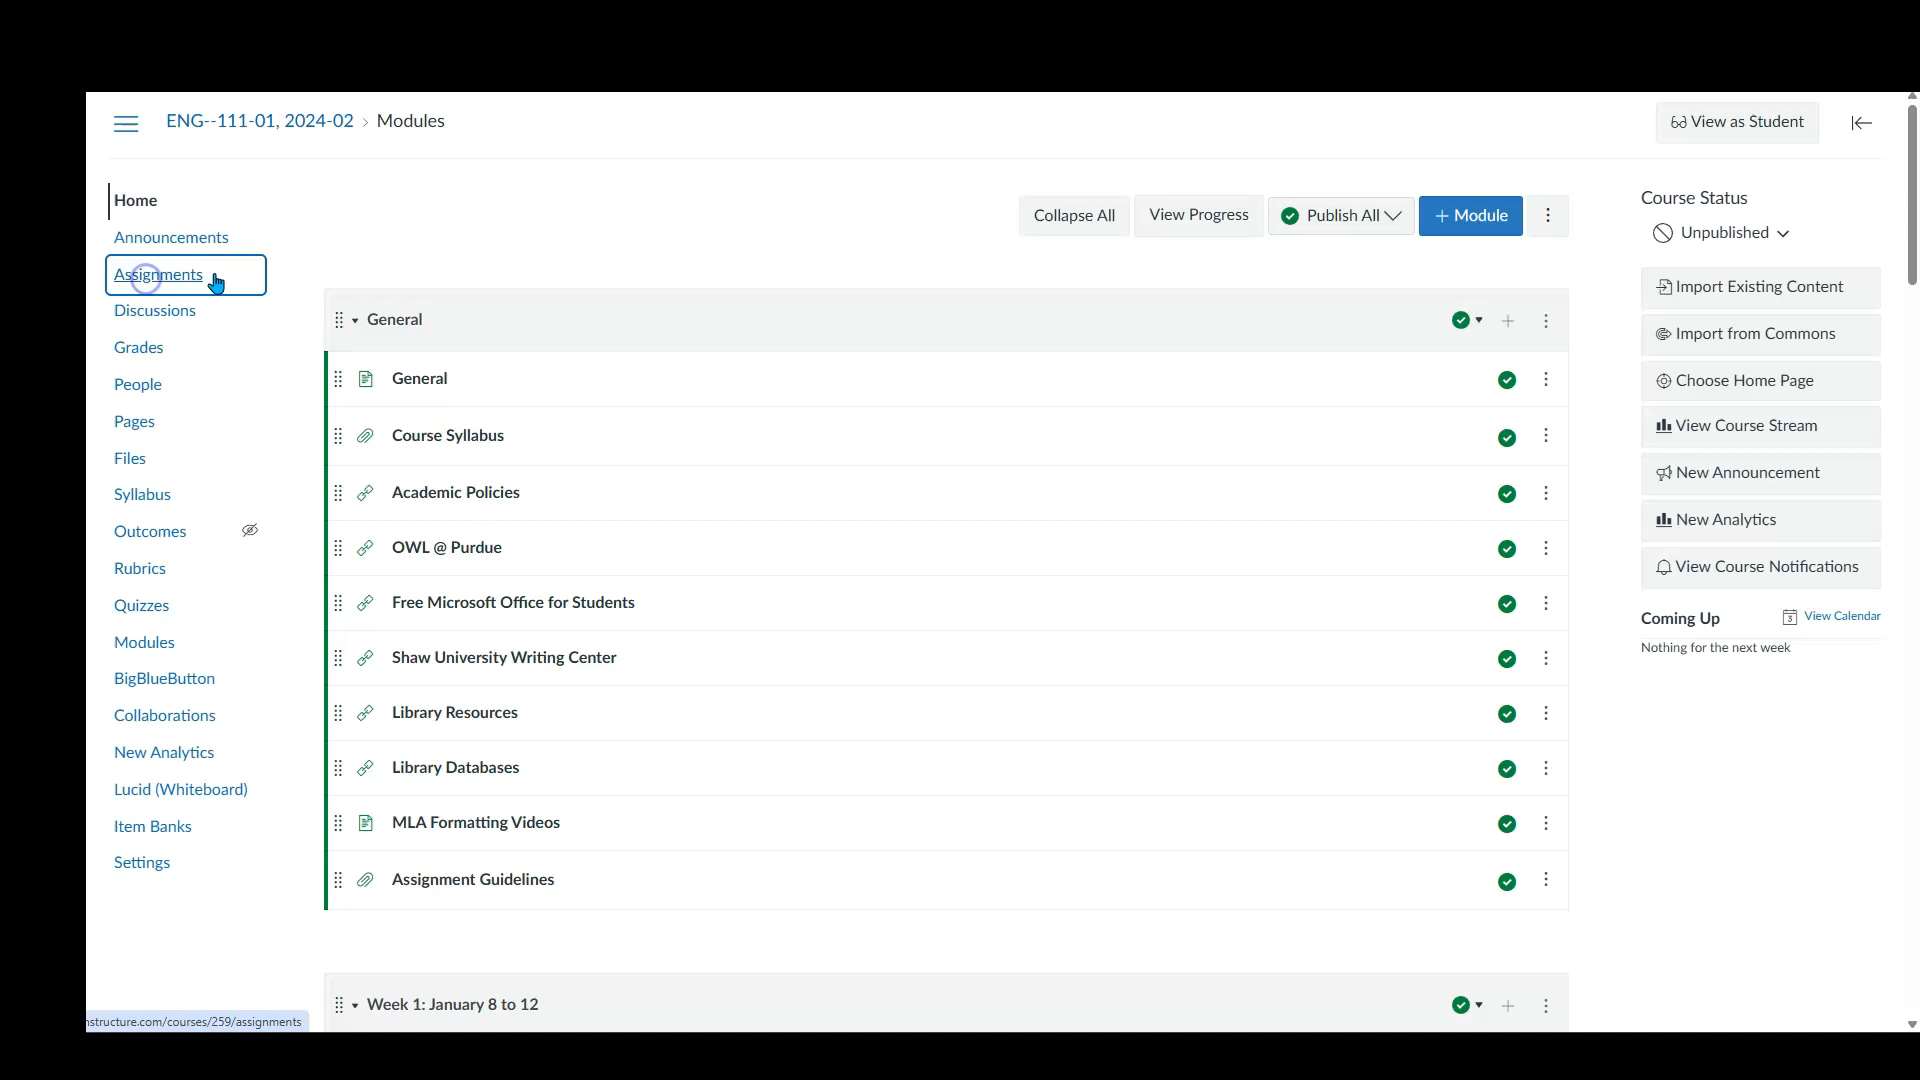 ENG--111-01, 2024-02 › Modules
View as Student
Home
Announcements
Assignments
Discussions
Grades
People
Pages
Files
Syllabus
Outcomes
Rubrics
Quizzes
Modules
BigBlueButton
Collaborations
New Analytics
Lucid (Whiteboard)
Item Banks
Settings
Collapse All
View Progress
Publish All
+ Module
General
General
Course Syllabus
Academic Policies
OWL @ Purdue
Free Microsoft Office for Students
Shaw University Writing Center
Library Resources
Library Databases
MLA Formatting Videos
Assignment Guidelines
Week 1: January 8 to 12
Course Status
Unpublished
Import Existing Content
Import from Commons
Choose Home Page
View Course Stream
New Announcement
New Analytics
View Course Notifications
Coming Up
3 View Calendar
Nothing for the next week
nstructure.com/courses/259/assignments